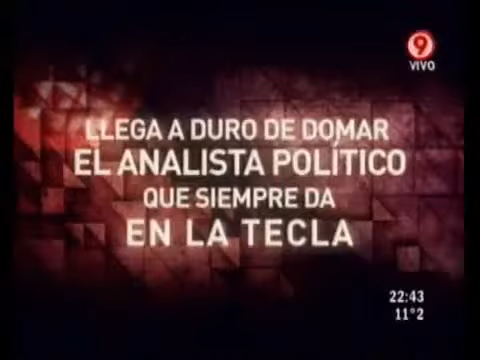 9
VIVO
LLEGA A DURO DE DOMAR
EL ANALISTA POLÍTICO
QUE SIEMPRE DA
EN LA TECLA
22:43
11°2